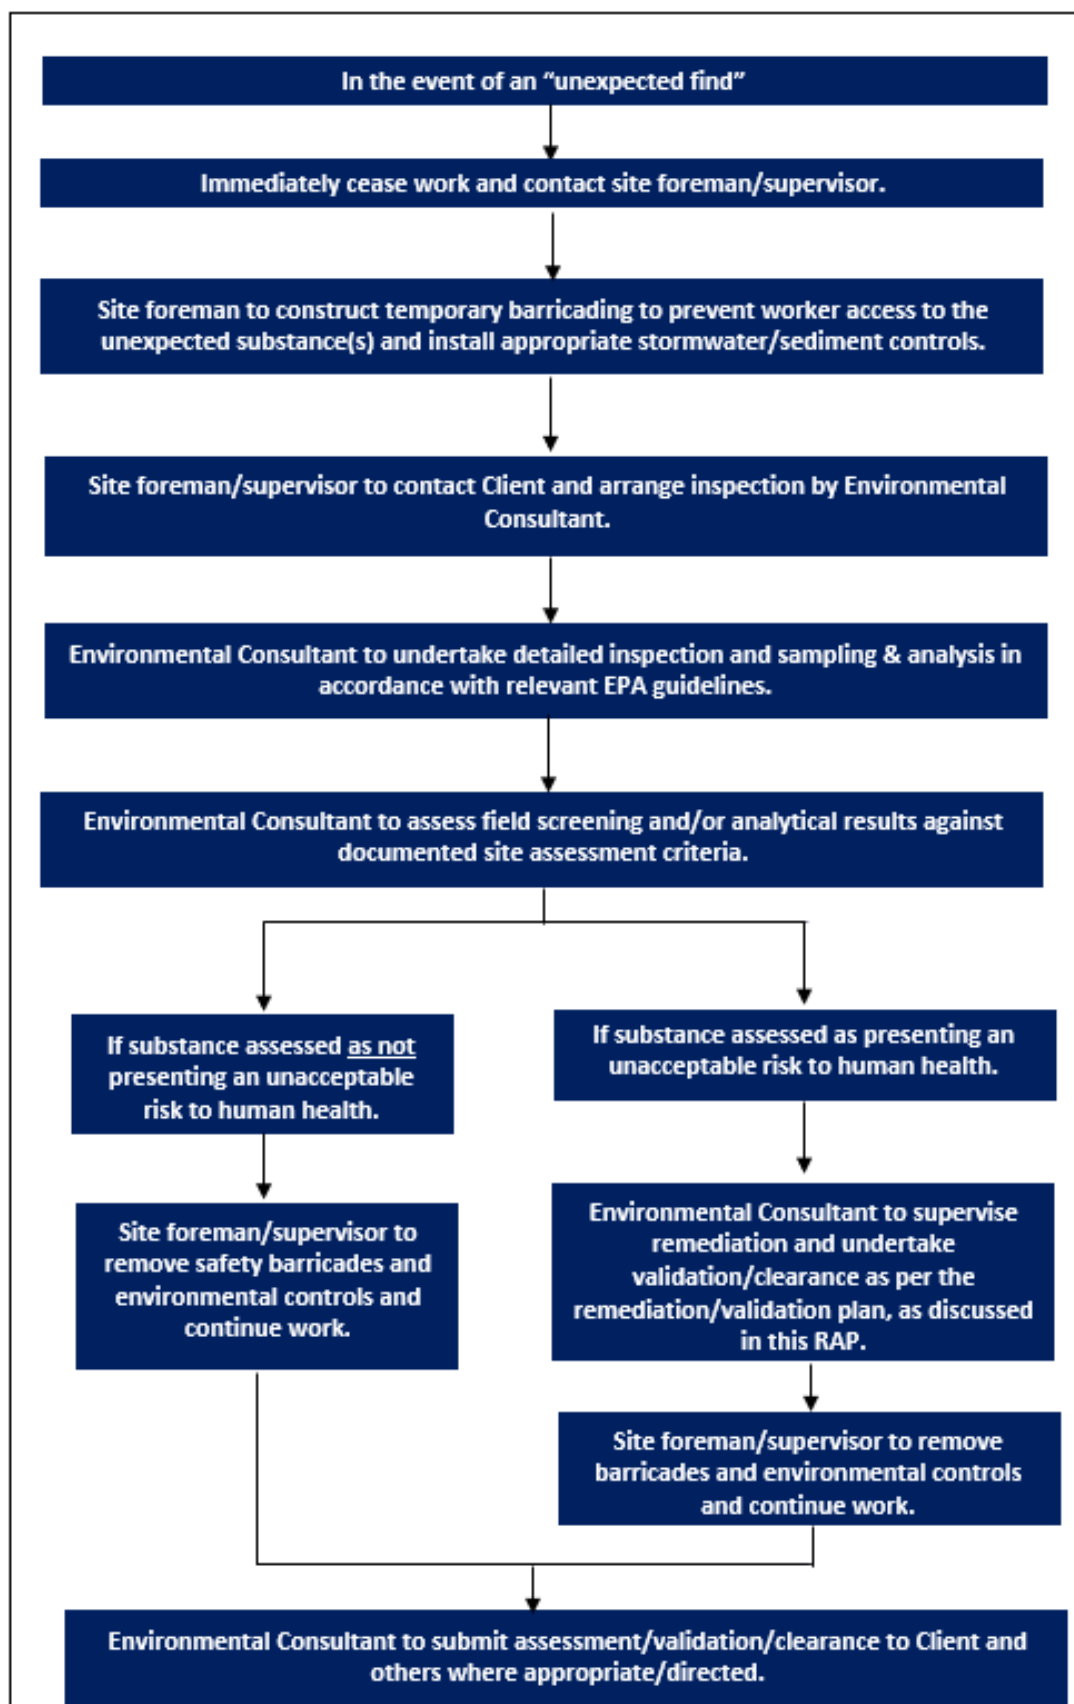 In the event of an “unexpected find”
Immediately cease work and contact site foreman/supervisor.
Site foreman to construct temporary barricading to prevent worker access to the
unexpected substance(s) and install appropriate stormwater/sediment controls.
Site foreman/supervisor to contact Client and arrange inspection by Environmental
Consultant.
Environmental Consultant to undertake detailed inspection and sampling & analysis in
accordance with relevant EPA guidelines.
Environmental Consultant to assess field screening and/or analytical results against
documented site assessment criteria.
If substance assessed as not
presenting an unacceptable
risk to human health.
Site foreman/supervisor to
remove safety barricades and
environmental controls and
continue work.
If substance assessed as presenting an
unacceptable risk to human health.
Environmental Consultant to supervise
remediation and undertake
validation/clearance as per the
remediation/validation plan, as discussed
in this RAP.
Site foreman/supervisor to remove
barricades and environmental controls
and continue work.
Environmental Consultant to submit assessment/validation/clearance to Client and
others where appropriate/directed.